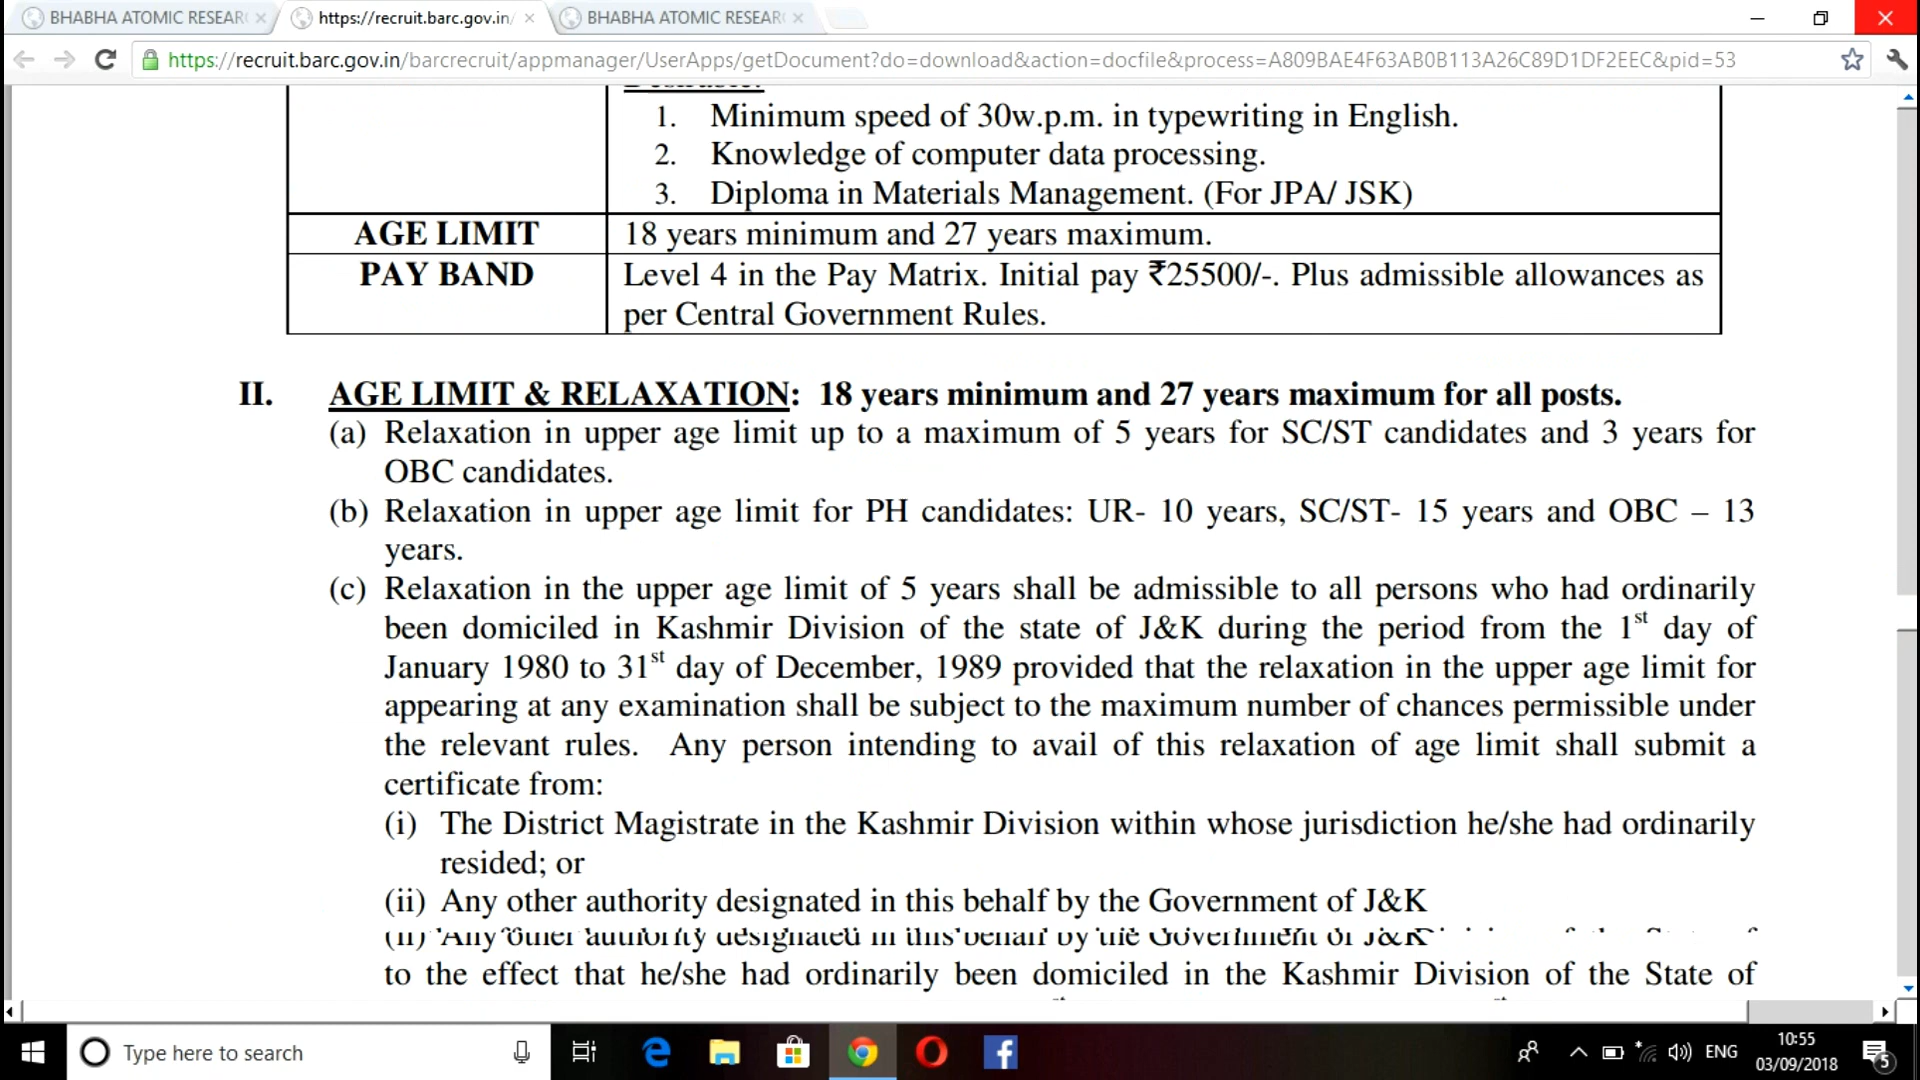 BHABHA ATOMIC RESEAR
https://recruit.barc.gov.in/
BHABHA ATOMIC RESEAR
https://recruit.barc.gov.in/barcrecruit/appmanager/UserApps/getDocument?do=download&action=docfile&process=A809BAE4F63AB0B113A26C89D1DF2EEC&pid=53
1. Minimum speed of 30w.p.m. in typewriting in English.
2. Knowledge of computer data processing.
3. Diploma in Materials Management. (For JPA/ JSK)
AGE LIMIT 18 years minimum and 27 years maximum.
PAY BAND Level 4 in the Pay Matrix. Initial pay ₹25500/-. Plus admissible allowances as
per Central Government Rules.
II. AGE LIMIT & RELAXATION: 18 years minimum and 27 years maximum for all posts.
(a) Relaxation in upper age limit up to a maximum of 5 years for SC/ST candidates and 3 years for
OBC candidates.
(b) Relaxation in upper age limit for PH candidates: UR- 10 years, SC/ST- 15 years and OBC – 13
years.
(c) Relaxation in the upper age limit of 5 years shall be admissible to all persons who had ordinarily
been domiciled in Kashmir Division of the state of J&K during the period from the 1st day of
January 1980 to 31st day of December, 1989 provided that the relaxation in the upper age limit for
appearing at any examination shall be subject to the maximum number of chances permissible under
the relevant rules. Any person intending to avail of this relaxation of age limit shall submit a
certificate from:
(i) The District Magistrate in the Kashmir Division within whose jurisdiction he/she had ordinarily
resided; or
(ii) Any other authority designated in this behalf by the Government of J&K
to the effect that he/she had ordinarily been domiciled in the Kashmir Division of the State of
Type here to search
ENG
10:55
03/09/2018
5